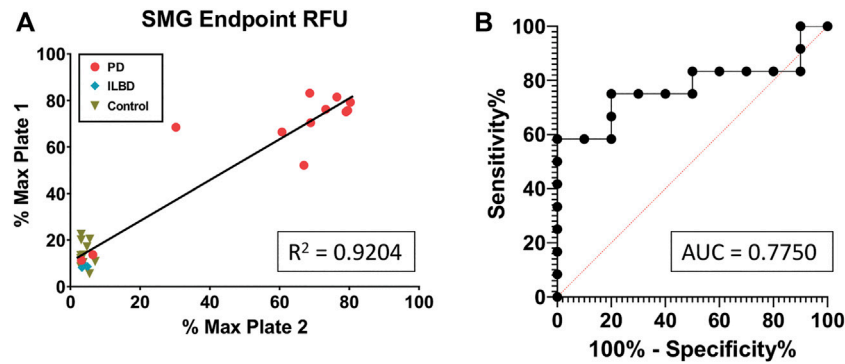 A
SMG Endpoint RFU
% Max Plate 1
100
80
60
40
20
0
PD
ILBD
Control
R² = 0.9204
0 20 40 60 80 100
% Max Plate 2
B
Sensitivity%
100
80
60
40
20
0
AUC = 0.7750
0 20 40 60 80 100
100% - Specificity%